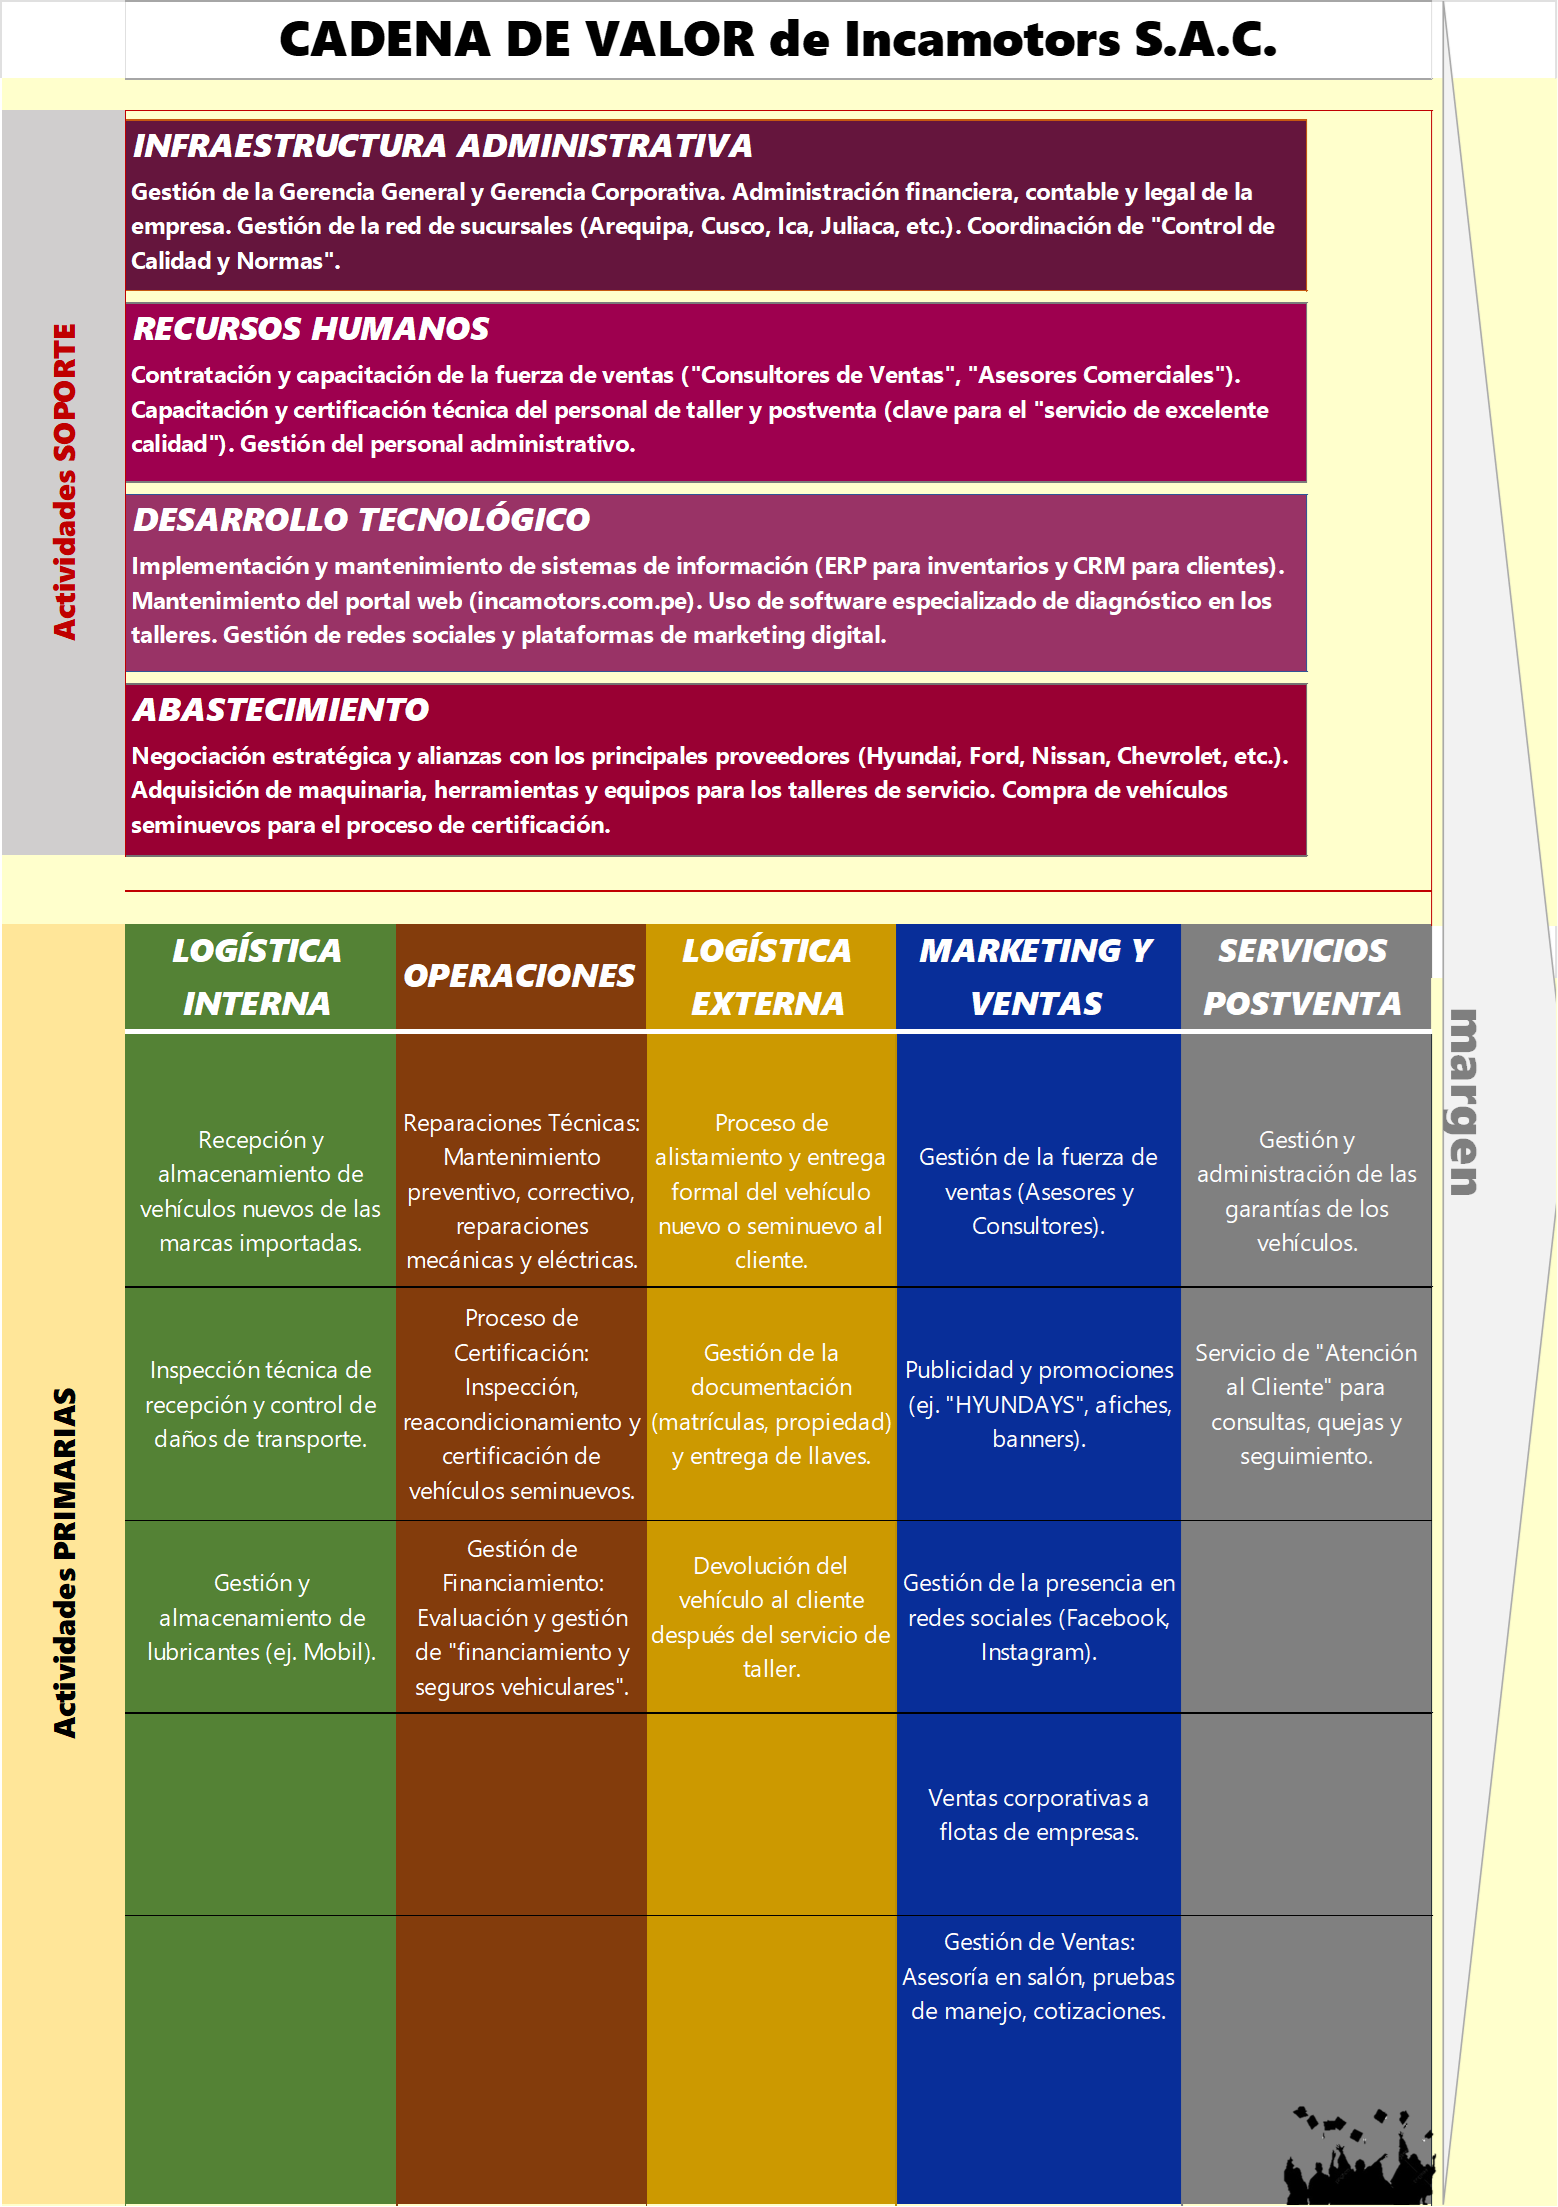 CADENA DE VALOR de Incamotors S.A.C.
Actividades SOPORTE
INFRAESTRUCTURA ADMINISTRATIVA
Gestión de la Gerencia General y Gerencia Corporativa. Administración financiera, contable y legal de la
empresa. Gestión de la red de sucursales (Arequipa, Cusco, Ica, Juliaca, etc.). Coordinación de "Control de
Calidad y Normas".
RECURSOS HUMANOS
Contratación y capacitación de la fuerza de ventas ("Consultores de Ventas", "Asesores Comerciales").
Capacitación y certificación técnica del personal de taller y postventa (clave para el "servicio de excelente
calidad"). Gestión del personal administrativo.
DESARROLLO TECNOLÓGICO
Implementación y mantenimiento de sistemas de información (ERP para inventarios y CRM para clientes).
Mantenimiento del portal web (incamotors.com.pe). Uso de software especializado de diagnóstico en los
talleres. Gestión de redes sociales y plataformas de marketing digital.
ABASTECIMIENTO
Negociación estratégica y alianzas con los principales proveedores (Hyundai, Ford, Nissan, Chevrolet, etc.).
Adquisición de maquinaria, herramientas y equipos para los talleres de servicio. Compra de vehículos
seminuevos para el proceso de certificación.
margen
Actividades PRIMARIAS
LOGÍSTICA
INTERNA
Recepción y
almacenamiento de
vehículos nuevos de las
marcas importadas.
Inspección técnica de
recepción y control de
daños de transporte.
Gestión y
almacenamiento de
lubricantes (ej. Mobil).
OPERACIONES
Reparaciones Técnicas:
Mantenimiento
preventivo, correctivo,
reparaciones
mecánicas y eléctricas.
Proceso de
Certificación:
Inspección,
reacondicionamiento y
certificación de
vehículos seminuevos.
Gestión de
Financiamiento:
Evaluación y gestión
de "financiamiento y
seguros vehiculares".
LOGÍSTICA
EXTERNA
Proceso de
alistamiento y entrega
formal del vehículo
nuevo o seminuevo al
cliente.
Gestión de la
documentación
(matrículas, propiedad)
y entrega de llaves.
Devolución del
vehículo al cliente
después del servicio de
taller.
MARKETING Y
VENTAS
Gestión de la fuerza de
ventas (Asesores y
Consultores).
Publicidad y promociones
(ej. "HYUNDAYS", afiches,
banners).
Gestión de la presencia en
redes sociales (Facebook,
Instagram).
Ventas corporativas a
flotas de empresas.
Gestión de Ventas:
Asesoría en salón, pruebas
de manejo, cotizaciones.
SERVICIOS
POSTVENTA
Gestión y
administración de las
garantías de los
vehículos.
Servicio de "Atención
al Cliente" para
consultas, quejas y
seguimiento.